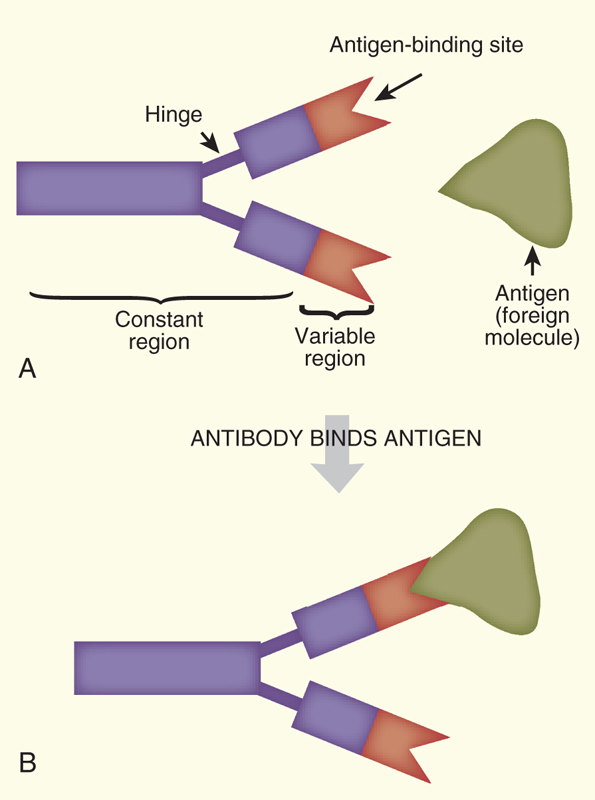 Antigen-binding site
Hinge
Antigen
(foreign
molecule)
Constant
region
Variable
region
A
ANTIBODY BINDS ANTIGEN
B